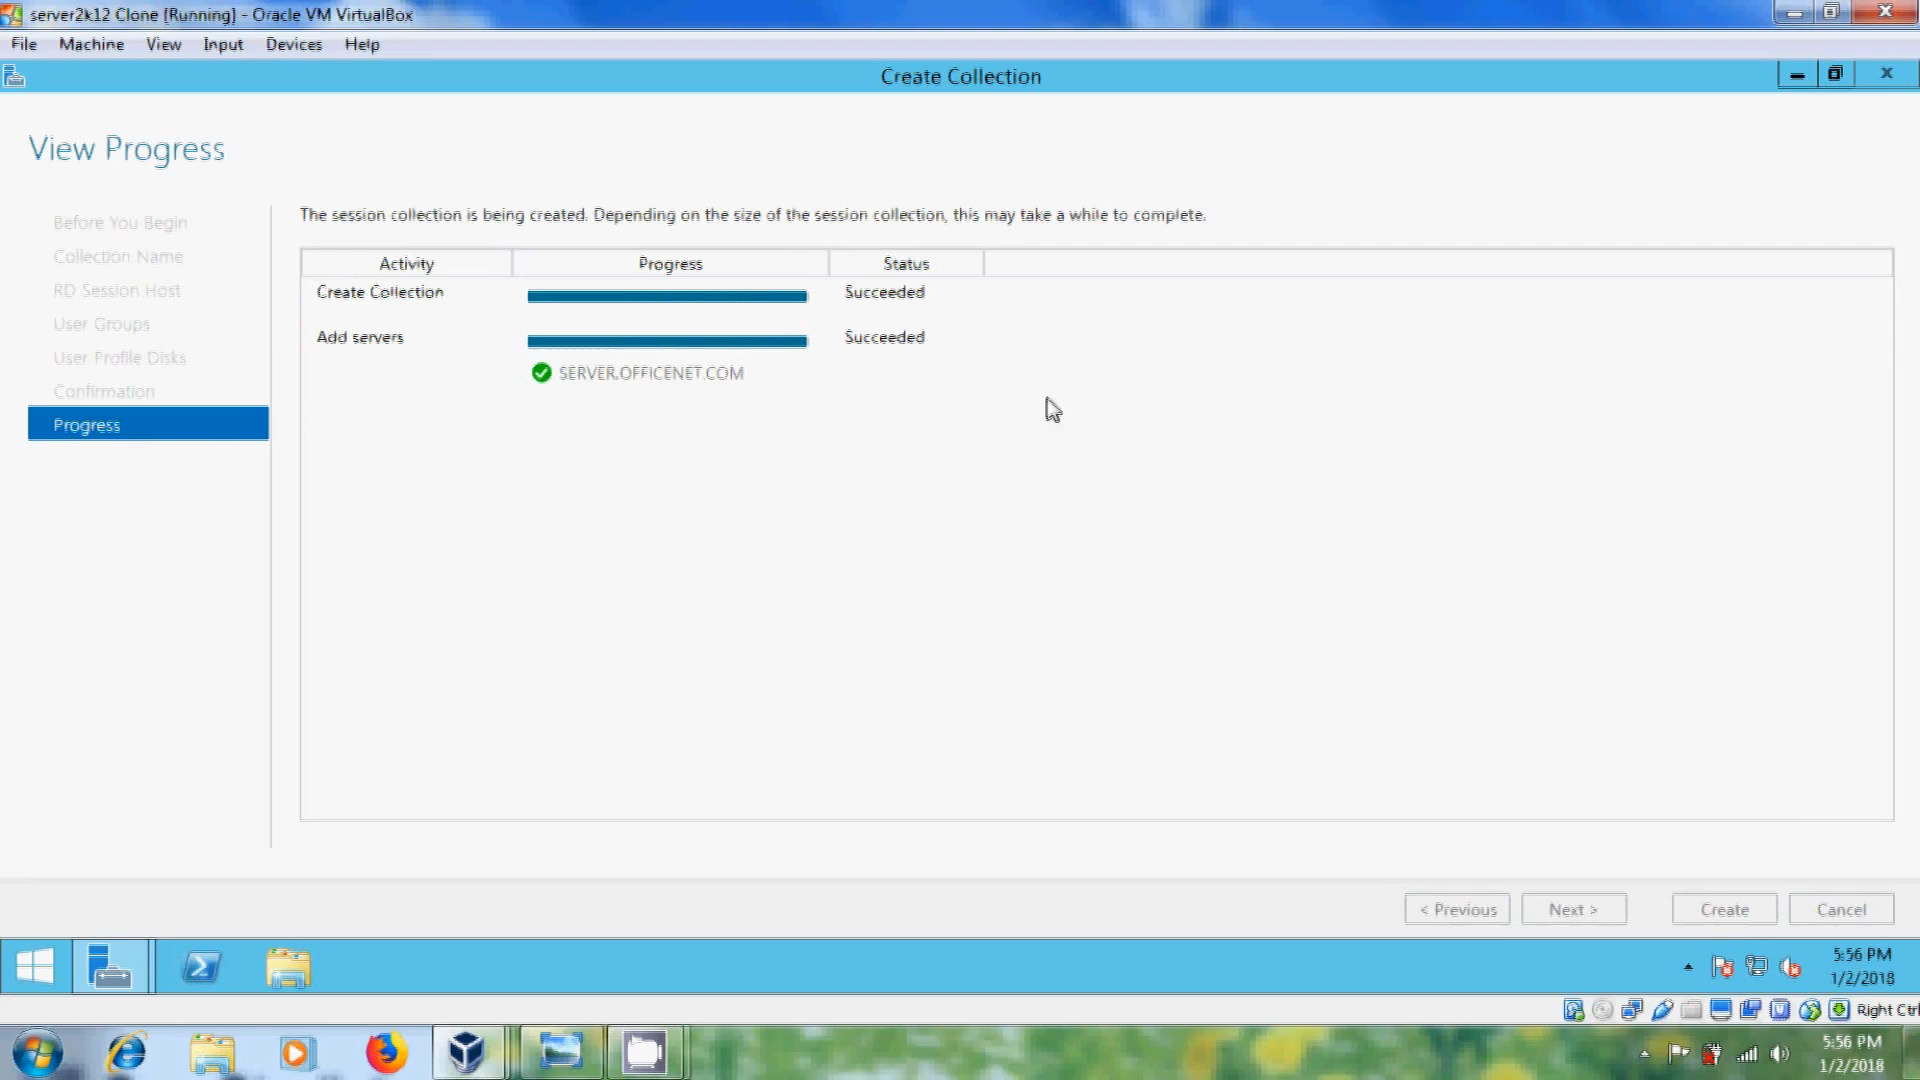 server2k12 Clone [Running] - Oracle VM VirtualBox
File Machine View Input Devices Help
Create Collection
View Progress
Before You Begin
Collection Name
RD Session Host
User Groups
User Profile Disks
Confirmation
Progress
The session collection is being created. Depending on the size of the session collection, this may take a while to complete.
Activity Progress Status
Create Collection Succeeded
Add servers Succeeded
SERVER.OFFICENET.COM
< Previous Next > Create Cancel
5:56 PM
1/2/2018
Right Ctrl
5:56 PM
1/2/2018